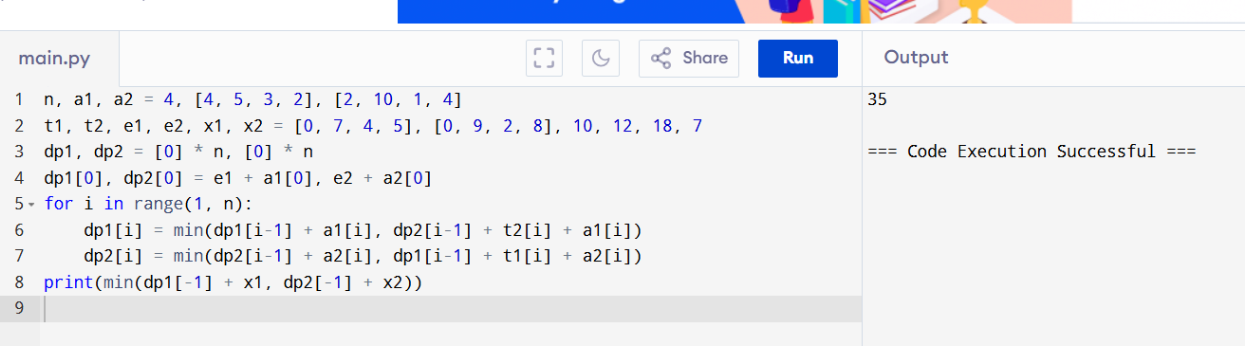 main.py
Share
Run
Output
1 n, a1, a2 = 4, [4, 5, 3, 2], [2, 10, 1, 4]
2 t1, t2, e1, e2, x1, x2 = [0, 7, 4, 5], [0, 9, 2, 8], 10, 12, 18, 7
3 dp1, dp2 = [0] * n, [0] * n
4 dp1[0], dp2[0] = e1 + a1[0], e2 + a2[0]
5 for i in range(1, n):
6     dp1[i] = min(dp1[i-1] + a1[i], dp2[i-1] + t2[i] + a1[i])
7     dp2[i] = min(dp2[i-1] + a2[i], dp1[i-1] + t1[i] + a2[i])
8 print(min(dp1[-1] + x1, dp2[-1] + x2))
9
35
=== Code Execution Successful ===